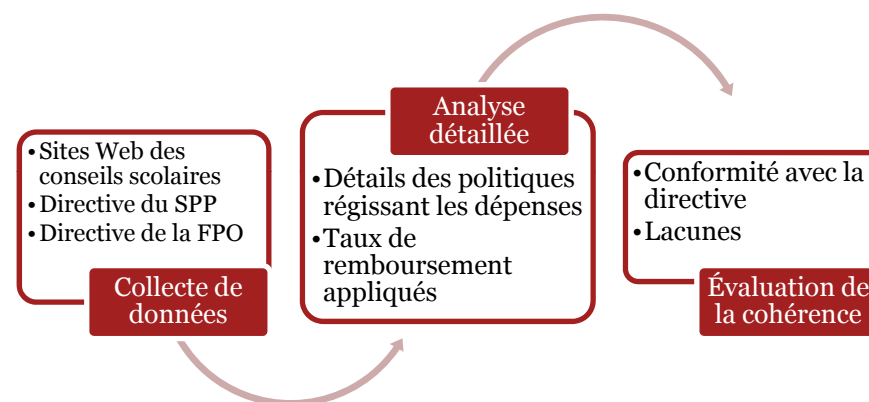 •Sites Web des
conseils scolaires
•Directive du SPP
•Directive de la FPO
Collecte de
données
Analyse
détaillée
•Détails des politiques
régissant les dépenses
•Taux de
remboursement
appliqués
•Conformité avec la
directive
•Lacunes
Évaluation de
la cohérence